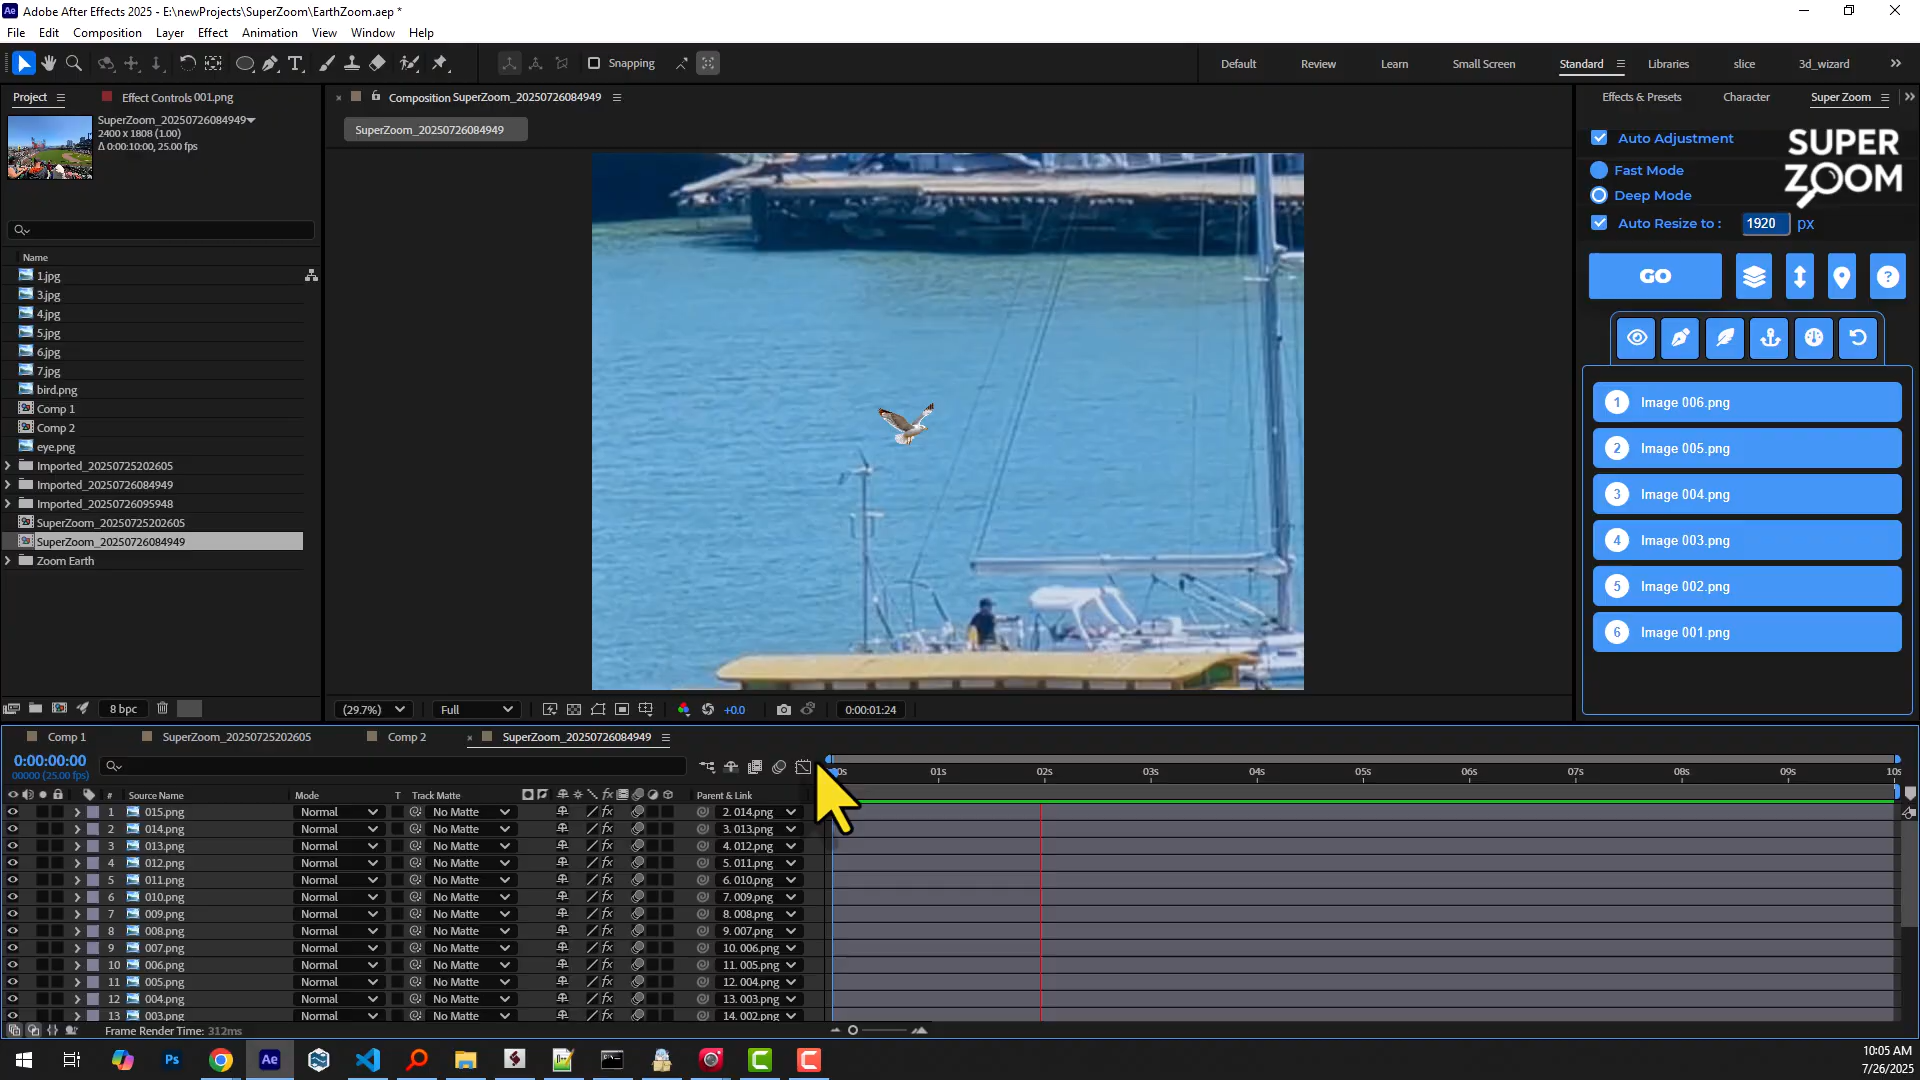 Adobe After Effects 2025 - E:\newProjects\SuperZoom\EarthZoom.aep *
File Edit Composition Layer Effect Animation View Window Help
Snapping
Default Review Learn Small Screen Standard Libraries slice 3d_wizard
Project Effect Controls 001.png
Composition SuperZoom_20250726084949
Effects & Presets Character Super Zoom
SuperZoom_20250726084949
2400 x 1808 (1.00)
Δ 0:00:10:00, 25.00 fps
SuperZoom_20250726084949
Auto Adjustment
Fast Mode
Deep Mode
Auto Resize to : 1920 px
SUPER
ZOOM
GO
Image 006.png
1
Image 005.png
2
Image 004.png
3
Image 003.png
4
Image 002.png
5
Image 001.png
6
Name
1.jpg
3.jpg
4.jpg
5.jpg
6.jpg
7.jpg
bird.png
Comp 1
Comp 2
eye.png
Imported_20250725202605
Imported_20250726084949
Imported_20250726095948
SuperZoom_20250725202605
SuperZoom_20250726084949
Zoom Earth
8 bpc
(29.7%) Full +0.0 0:00:01:24
Comp 1 SuperZoom_20250725202605 Comp 2 SuperZoom_20250726084949
0:00:00:00
00000 (25.00 fps)
01s 02s 03s 04s 05s 06s 07s 08s 09s 10s
# Source Name Mode T Track Matte fx Parent & Link
1 015.png Normal No Matte fx 2. 014.png
2 014.png Normal No Matte fx 3. 013.png
3 013.png Normal No Matte fx 4. 012.png
4 012.png Normal No Matte fx 5. 011.png
5 011.png Normal No Matte fx 6. 010.png
6 010.png Normal No Matte fx 7. 009.png
7 009.png Normal No Matte fx 8. 008.png
8 008.png Normal No Matte fx 9. 007.png
9 007.png Normal No Matte fx 10. 006.png
10 006.png Normal No Matte fx 11. 005.png
11 005.png Normal No Matte fx 12. 004.png
12 004.png Normal No Matte fx 13. 003.png
13 003.png Normal No Matte fx 14. 002.png
Frame Render Time: 312ms
10:05 AM
7/26/2025